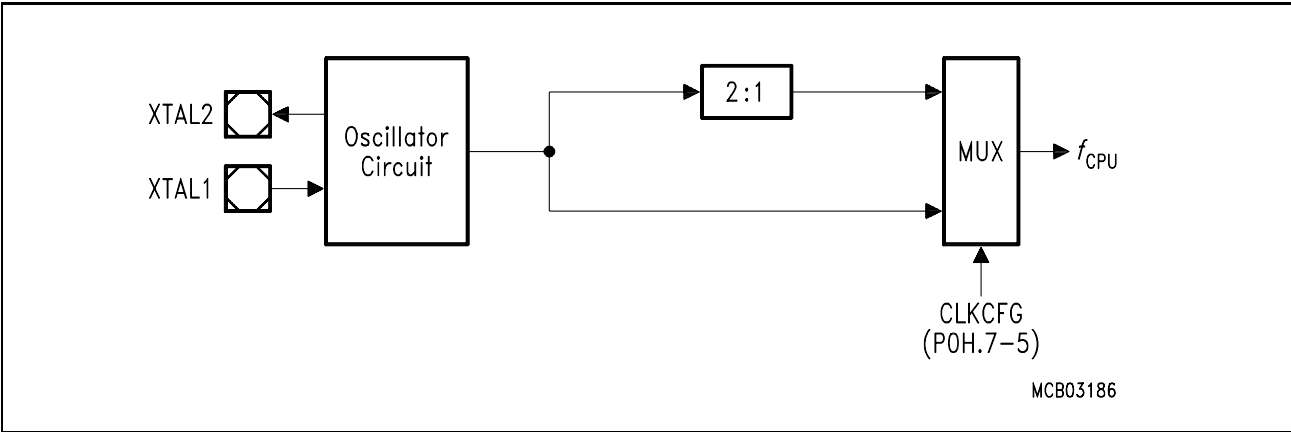 XTAL2
XTAL1
Oscillator
Circuit
2:1
MUX
fCPU
CLKCFG
(P0H.7-5)
MCB03186